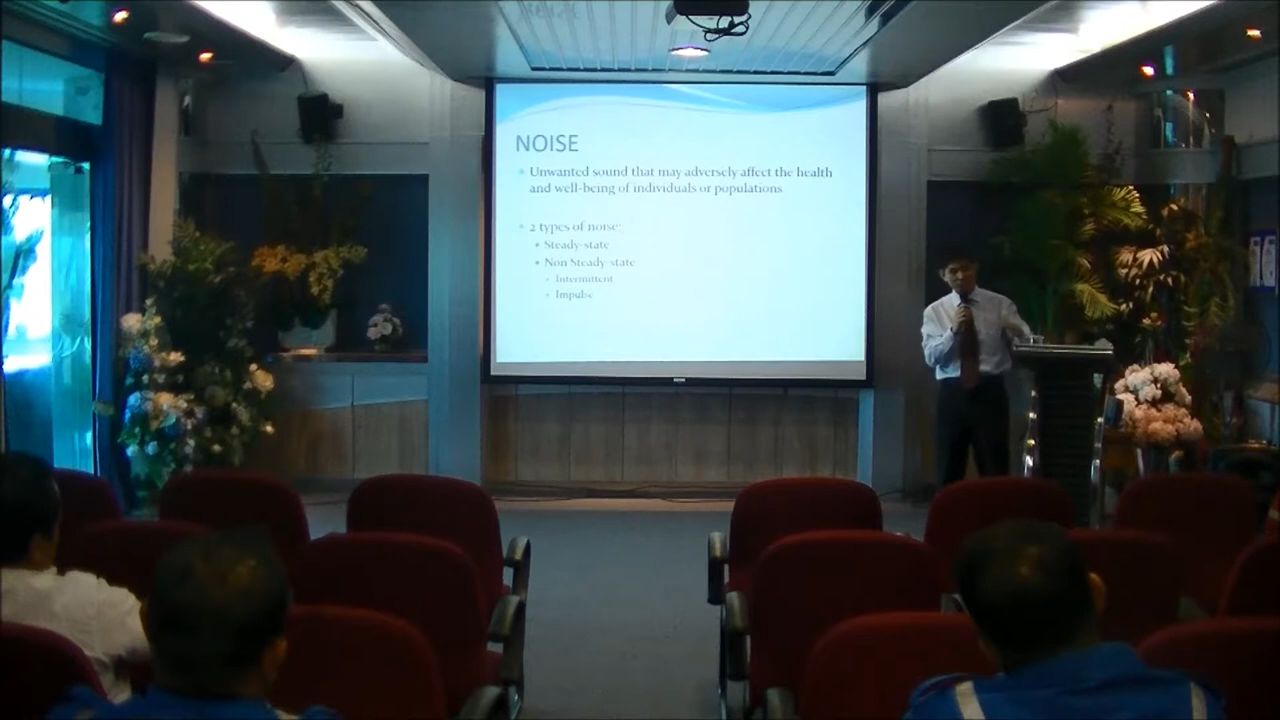 NOISE
Unwanted sound that may adversely affect the health
and well-being of individuals or populations
2 types of noise:
Steady-state
Non Steady-state
Intermittent
Impulse